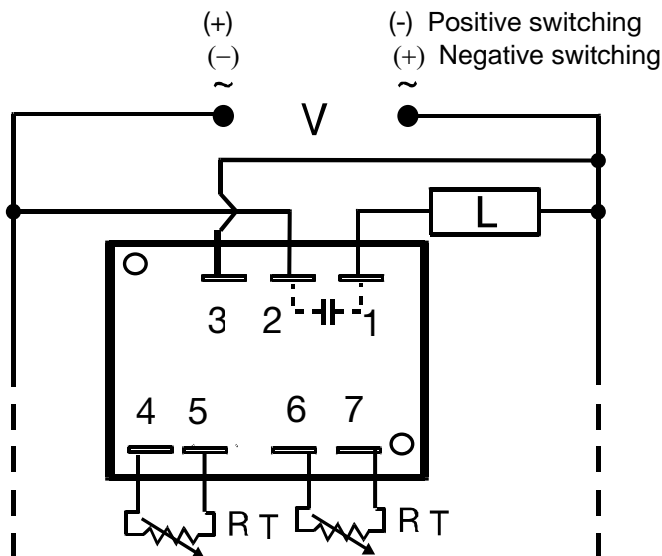 (+) (-) Positive switching
(−) (+) Negative switching
~ ~
V
L
3 2 1
4 5 6 7
R T R T